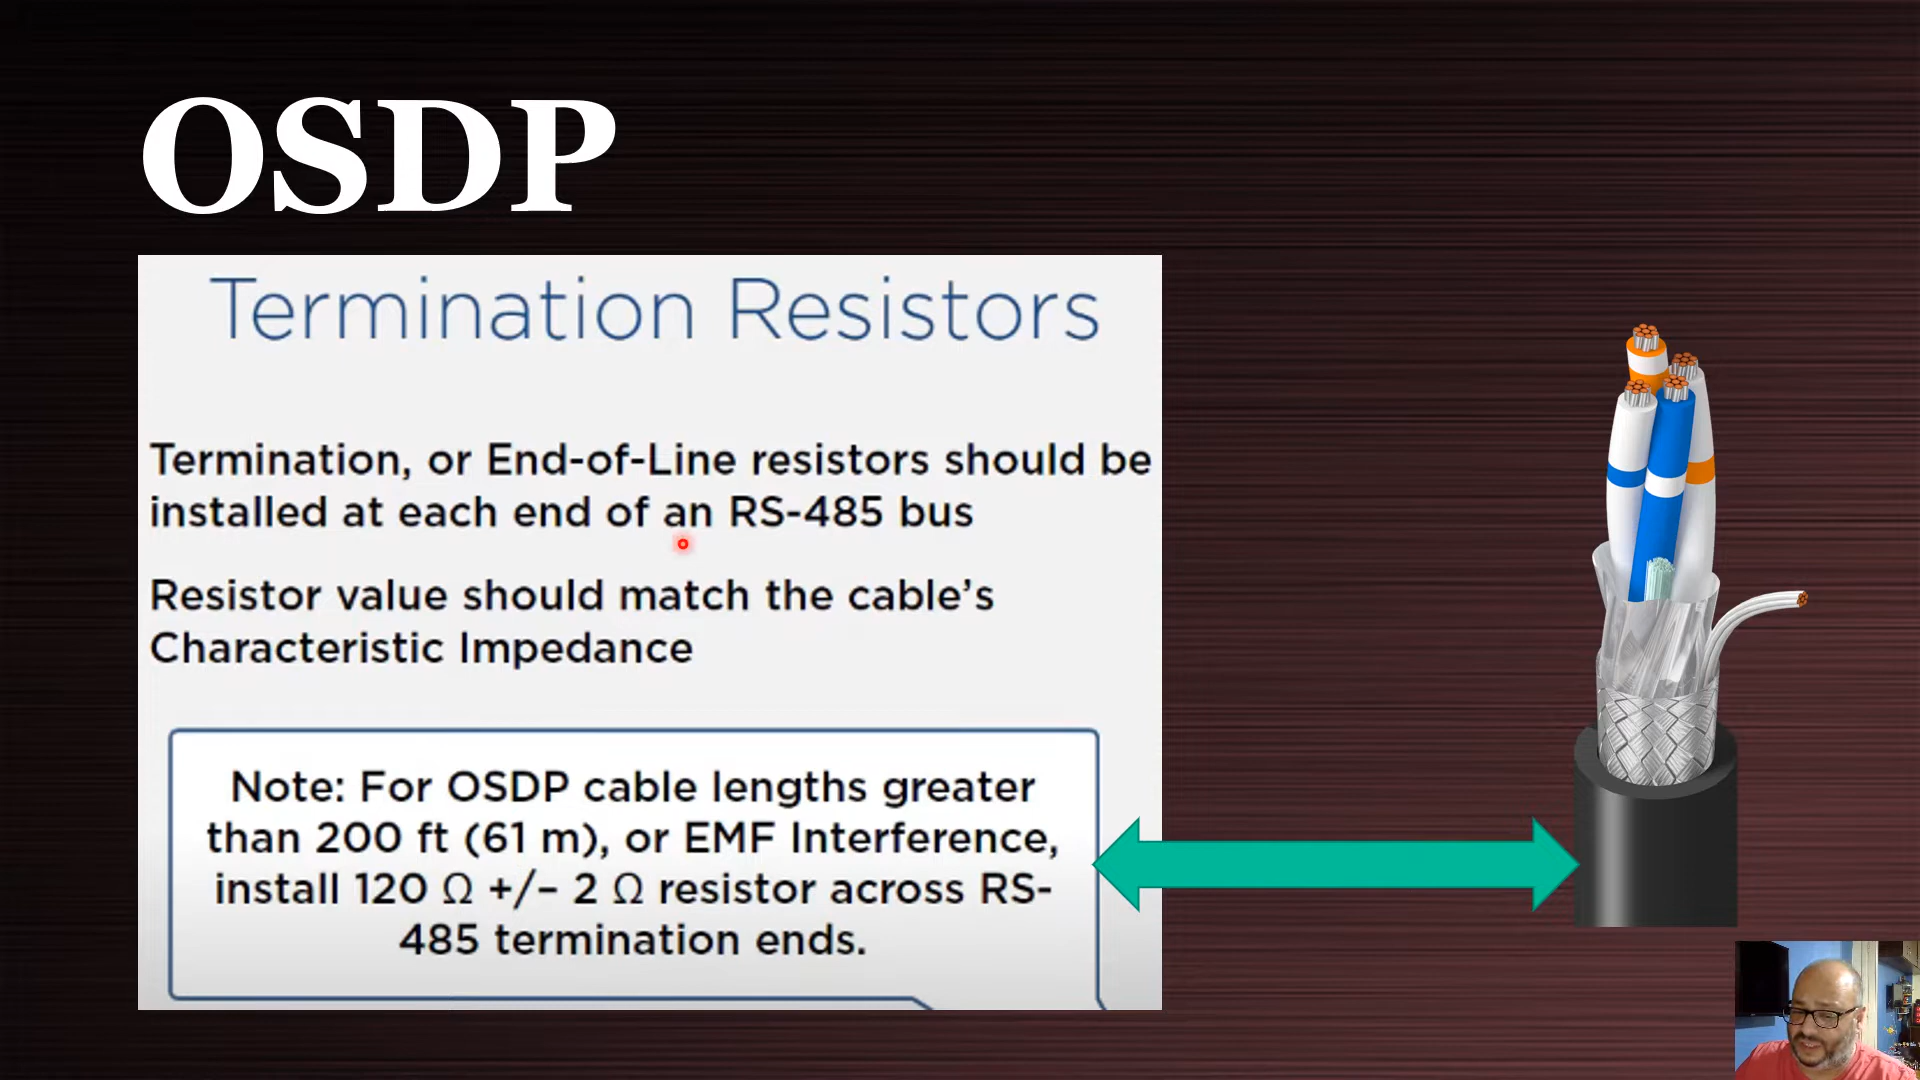 OSDP
Termination Resistors
Termination, or End-of-Line resistors should be
installed at each end of an RS-485 bus
Resistor value should match the cable’s
Characteristic Impedance
Note: For OSDP cable lengths greater
than 200 ft (61 m), or EMF Interference,
install 120 Ω +/– 2 Ω resistor across RS-
485 termination ends.